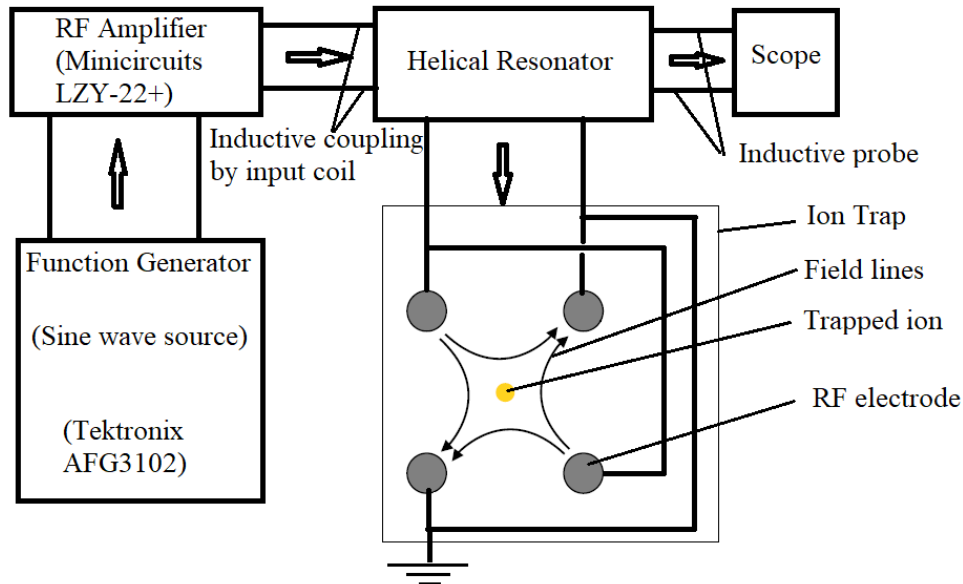 RF Amplifier
(Minicircuits
LZY-22+)
Helical Resonator
Scope
Inductive coupling
by input coil
Inductive probe
Function Generator
(Sine wave source)
(Tektronix
AFG3102)
Ion Trap
Field lines
Trapped ion
RF electrode